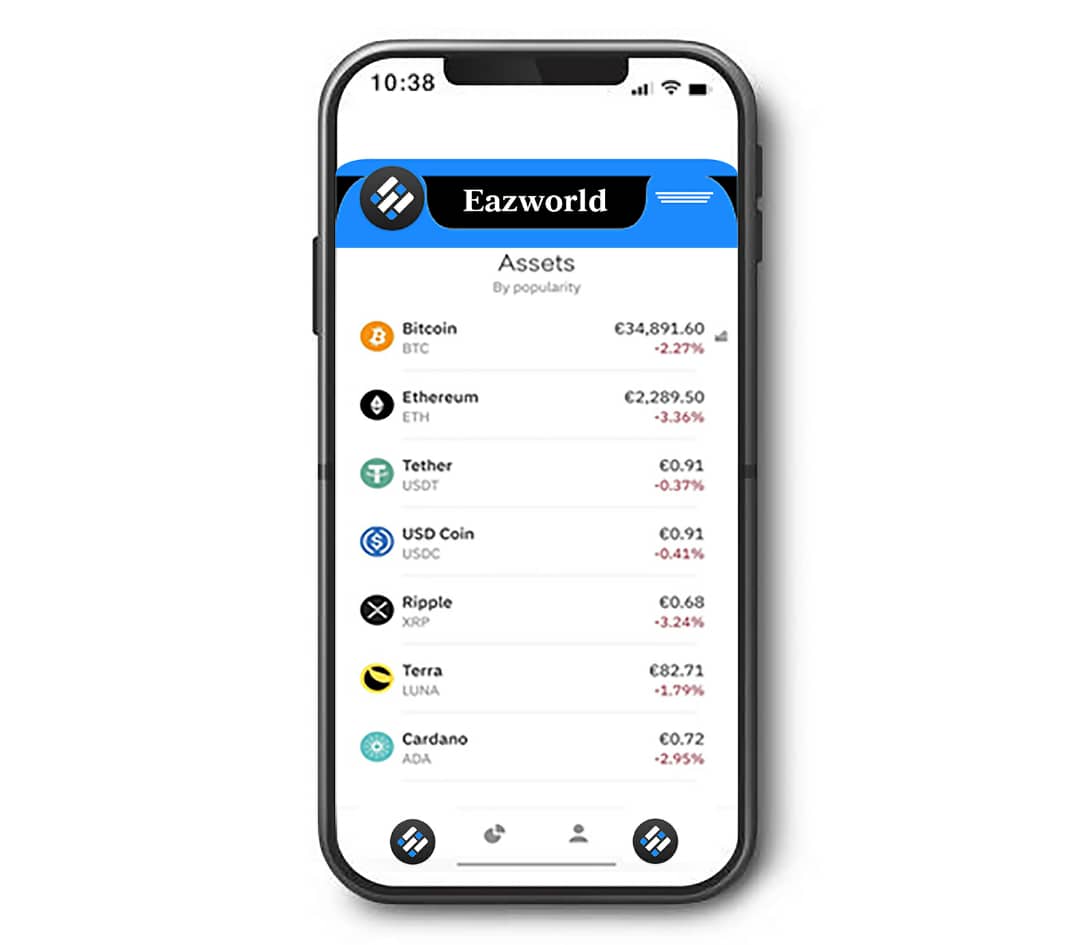 10:38
Eazworld
Assets
By popularity
Bitcoin €34,891.60
BTC -2.27%
Ethereum €2,289.50
ETH -3.36%
Tether €0.91
USDT -0.37%
USD Coin €0.91
USDC -0.41%
Ripple €0.68
XRP -3.24%
Terra €82.71
LUNA -1.79%
Cardano €0.72
ADA -2.95%